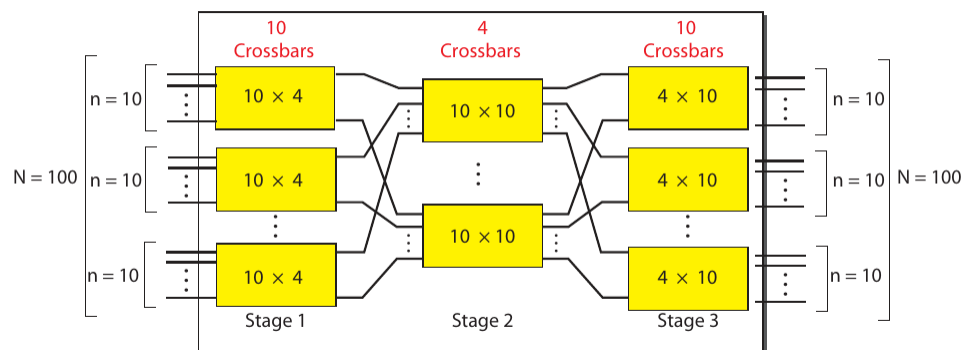 10
Crossbars
4
Crossbars
10
Crossbars
N = 100
n = 10
10 × 4
n = 10
10 × 4
n = 10
10 × 4
Stage 1
10 × 10
10 × 10
Stage 2
4 × 10
n = 10
4 × 10
n = 10
4 × 10
n = 10
Stage 3
N = 100